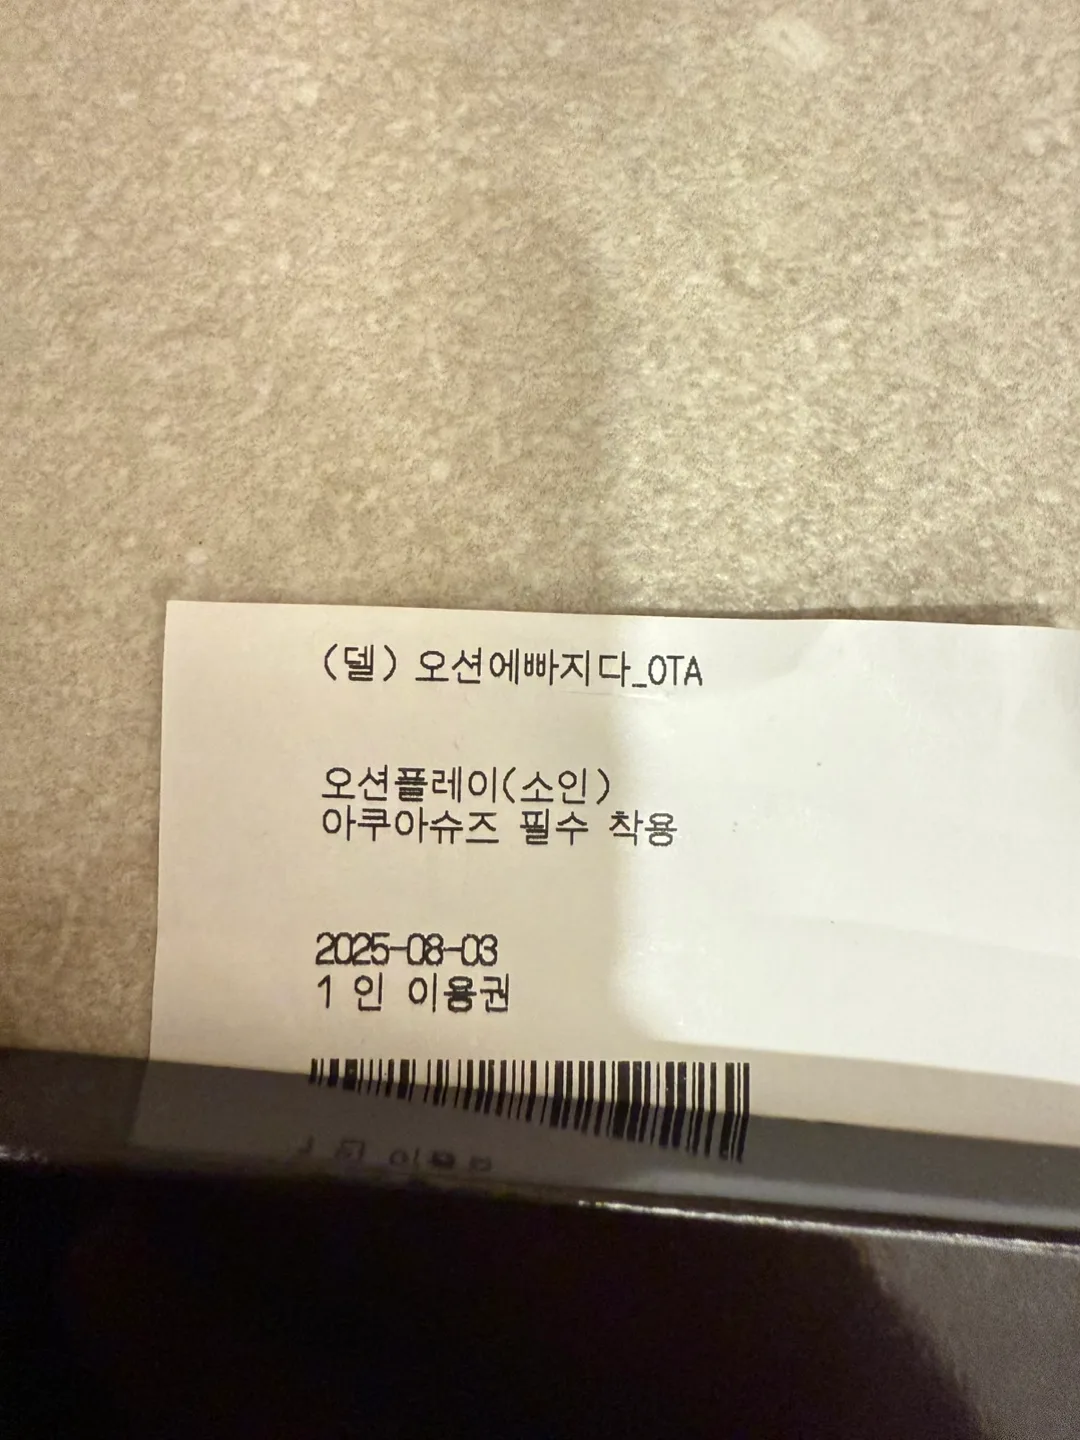 (델) 오션에빠지다_OTA
오션플레이(소인)
아쿠아슈즈 필수 착용
2025-08-03
1 인 이용권